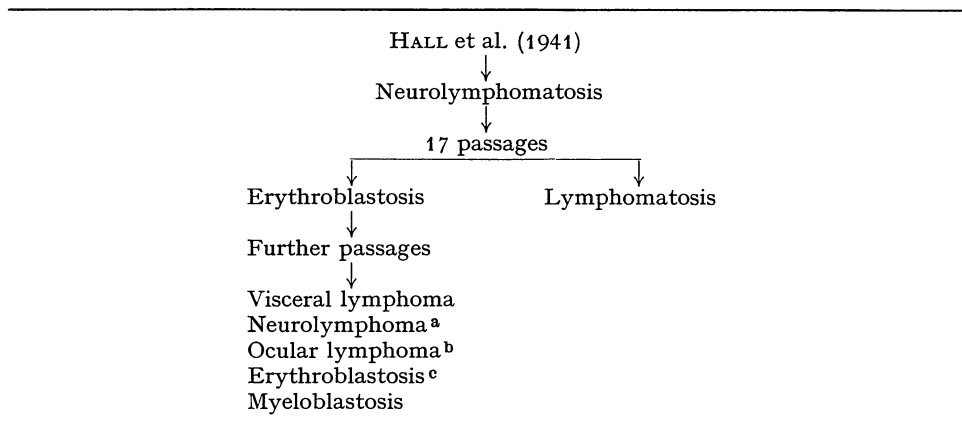 HALL et al. (1941)
Neurolymphomatosis
17 passages
Erythroblastosis Lymphomatosis
Further passages
Visceral lymphoma
Neurolymphoma a
Ocular lymphoma b
Erythroblastosis c
Myeloblastosis